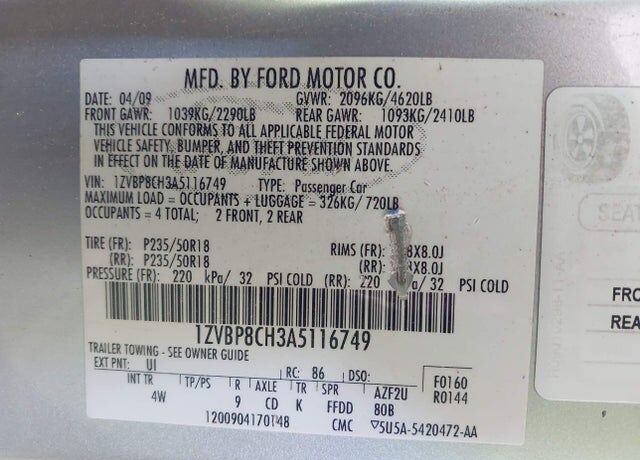 MFD. BY FORD MOTOR CO.
DATE: 04/09 GVWR: 2096KG/4620LB
FRONT GAWR: 1039KG/2290LB REAR GAWR: 1093KG/2410LB
THIS VEHICLE CONFORMS TO ALL APPLICABLE FEDERAL MOTOR
VEHICLE SAFETY, BUMPER, AND THEFT PREVENTION STANDARDS
IN EFFECT ON THE DATE OF MANUFACTURE SHOWN ABOVE.
VIN: 1ZVBP8CH3A5116749 TYPE: Passenger Car
MAXIMUM LOAD = OCCUPANTS + LUGGAGE = 326KG/720LB
OCCUPANTS = 4 TOTAL; 2 FRONT, 2 REAR
TIRE (FR): P235/50R18 RIMS (FR): 8X8.0J
(RR): P235/50R18 (RR): 8X8.0J
PRESSURE (FR): 220 kPa/ 32 PSI COLD (RR): 220 kPa/ 32 PSI COLD
1ZVBP8CH3A5116749
TRAILER TOWING - SEE OWNER GUIDE
EXT PNT: UI RC: 86 DSO: F0160
INT TR TP/PS R AXLE TR SPR AZF2U R0144
4W 9 CD K FFDD 80B
1200904170148 CMC 5U5A-5420472-AA
SEAT
FRO
REA